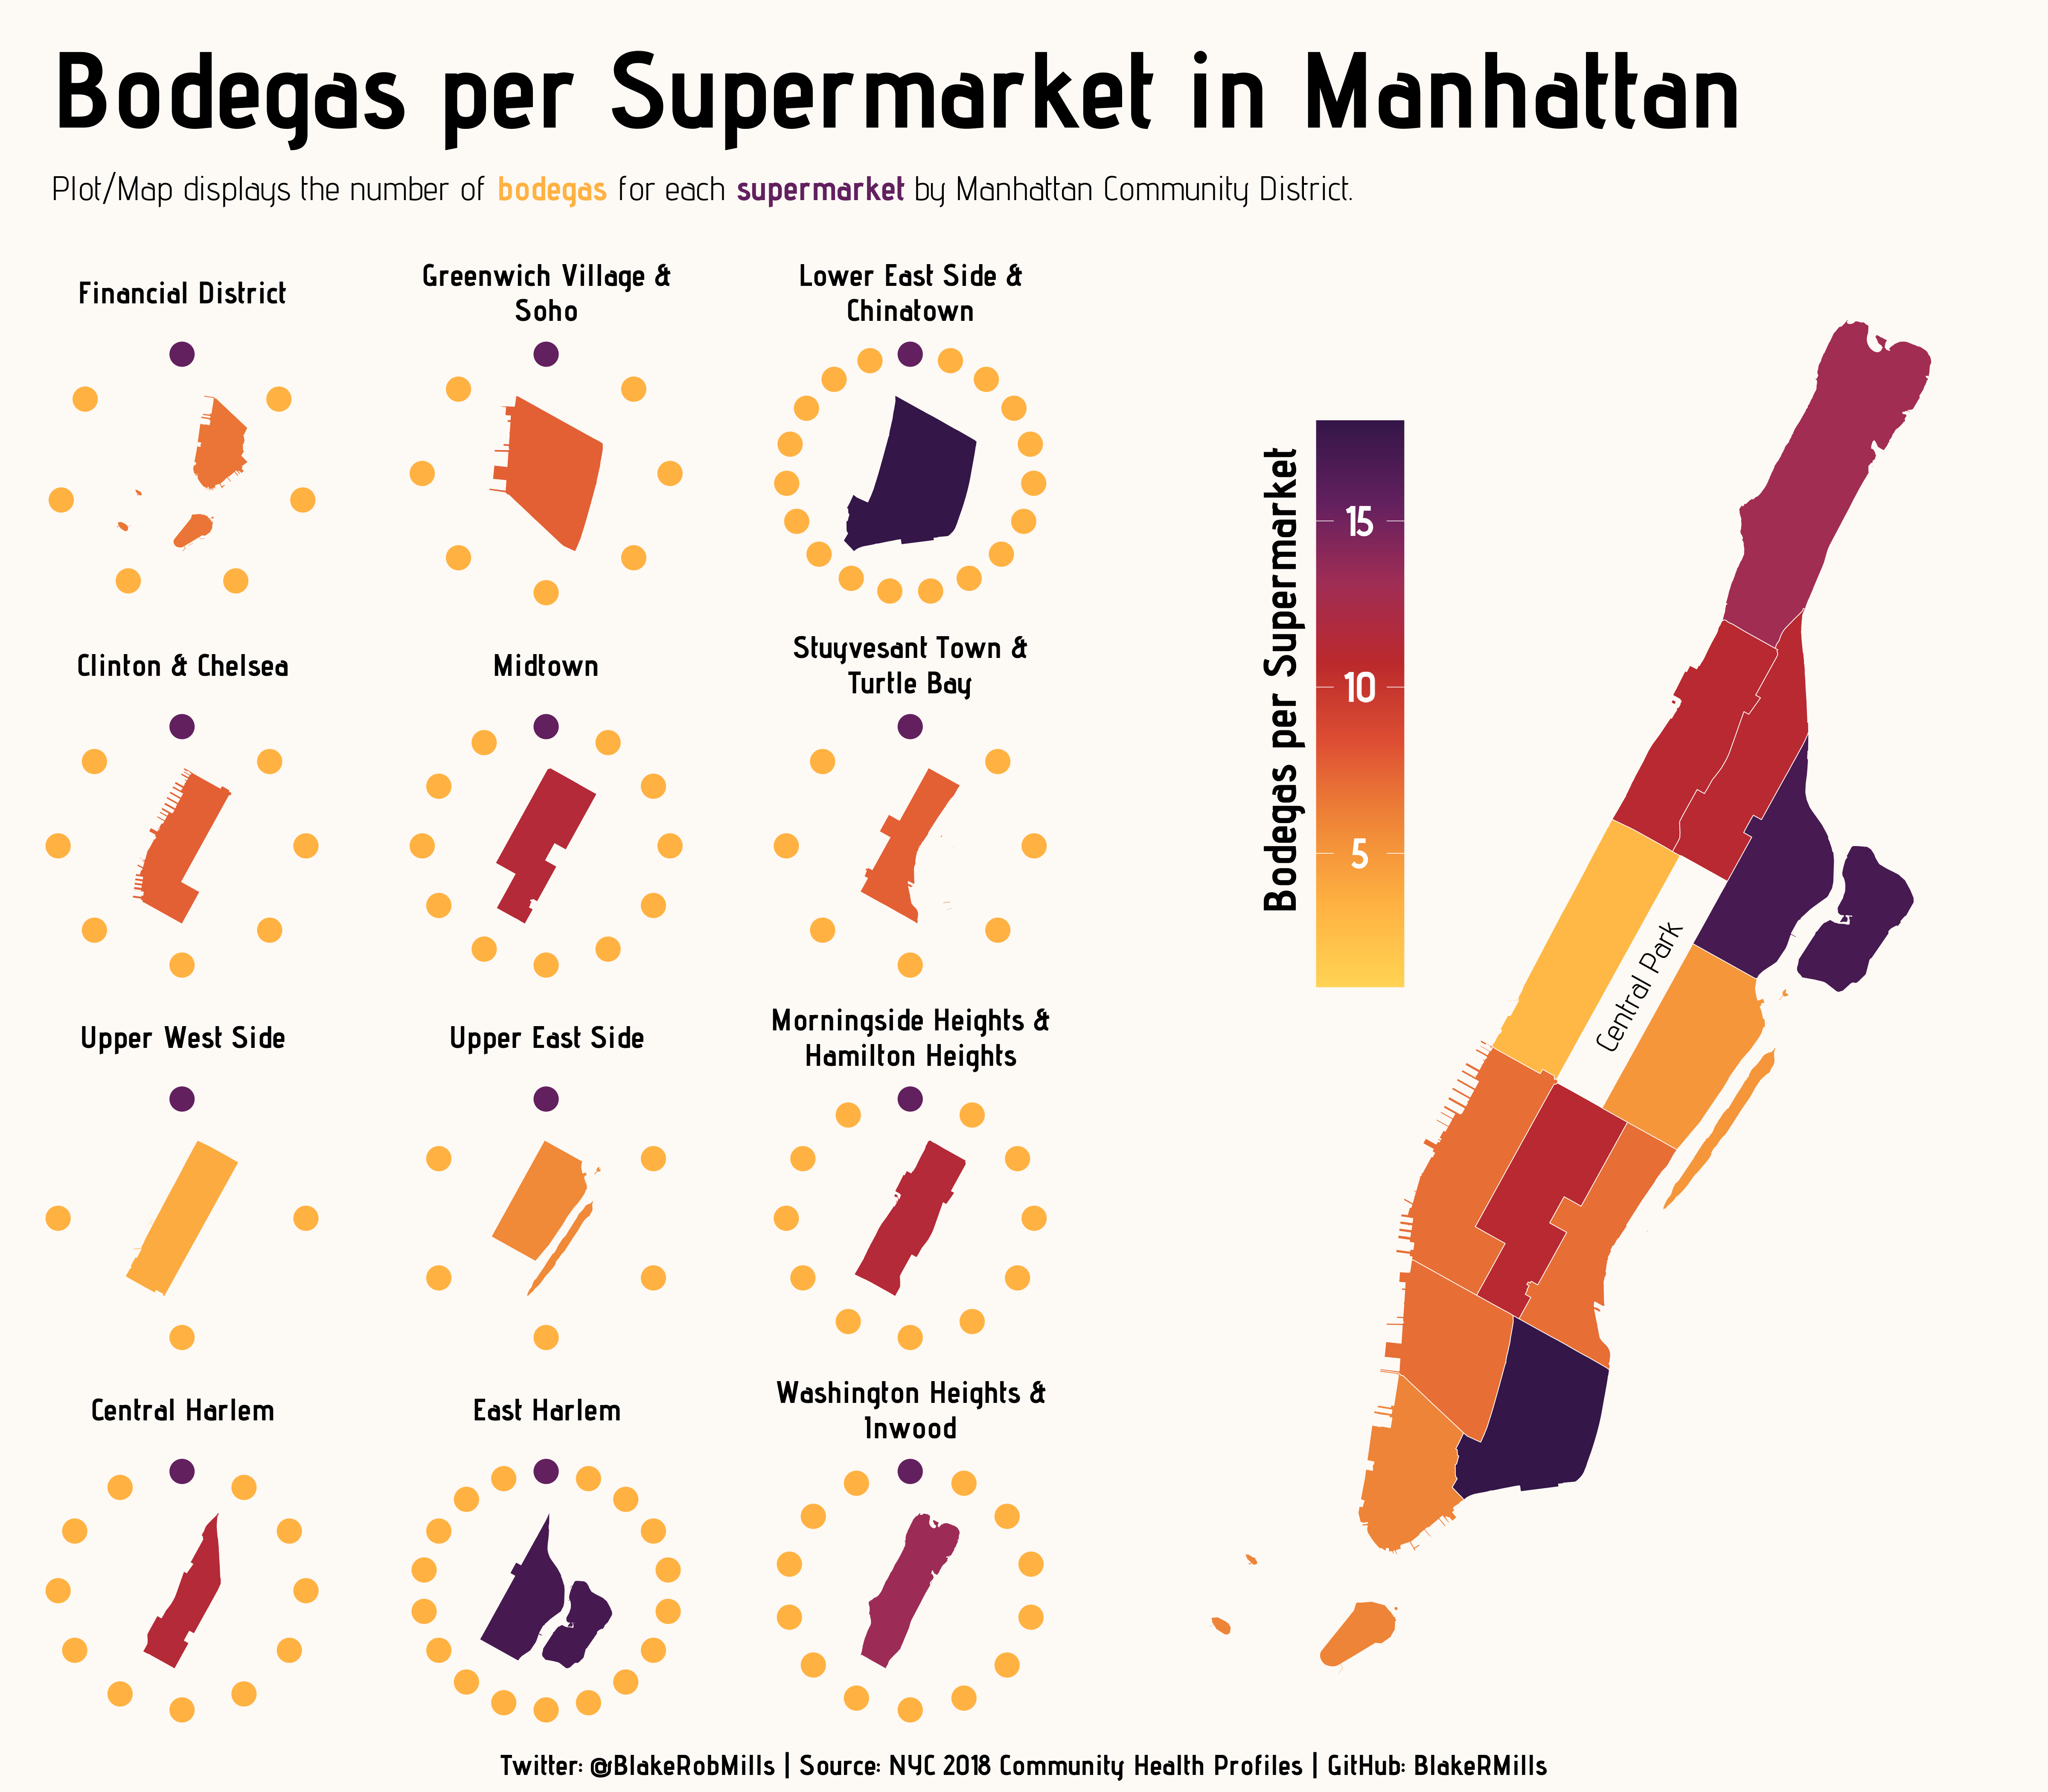 Bodegas per Supermarket in Manhattan
Plot/Map displays the number of bodegas for each supermarket by Manhattan Community District.
Financial District
Greenwich Village &
Soho
Lower East Side &
Chinatown
Clinton & Chelsea
Midtown
Stuyvesant Town &
Turtle Bay
Upper West Side
Upper East Side
Morningside Heights &
Hamilton Heights
Central Harlem
East Harlem
Washington Heights &
Inwood
Bodegas per Supermarket
15
10
5
Central Park
Twitter: @BlakeRobMills | Source: NYC 2018 Community Health Profiles | GitHub: BlakeRMills